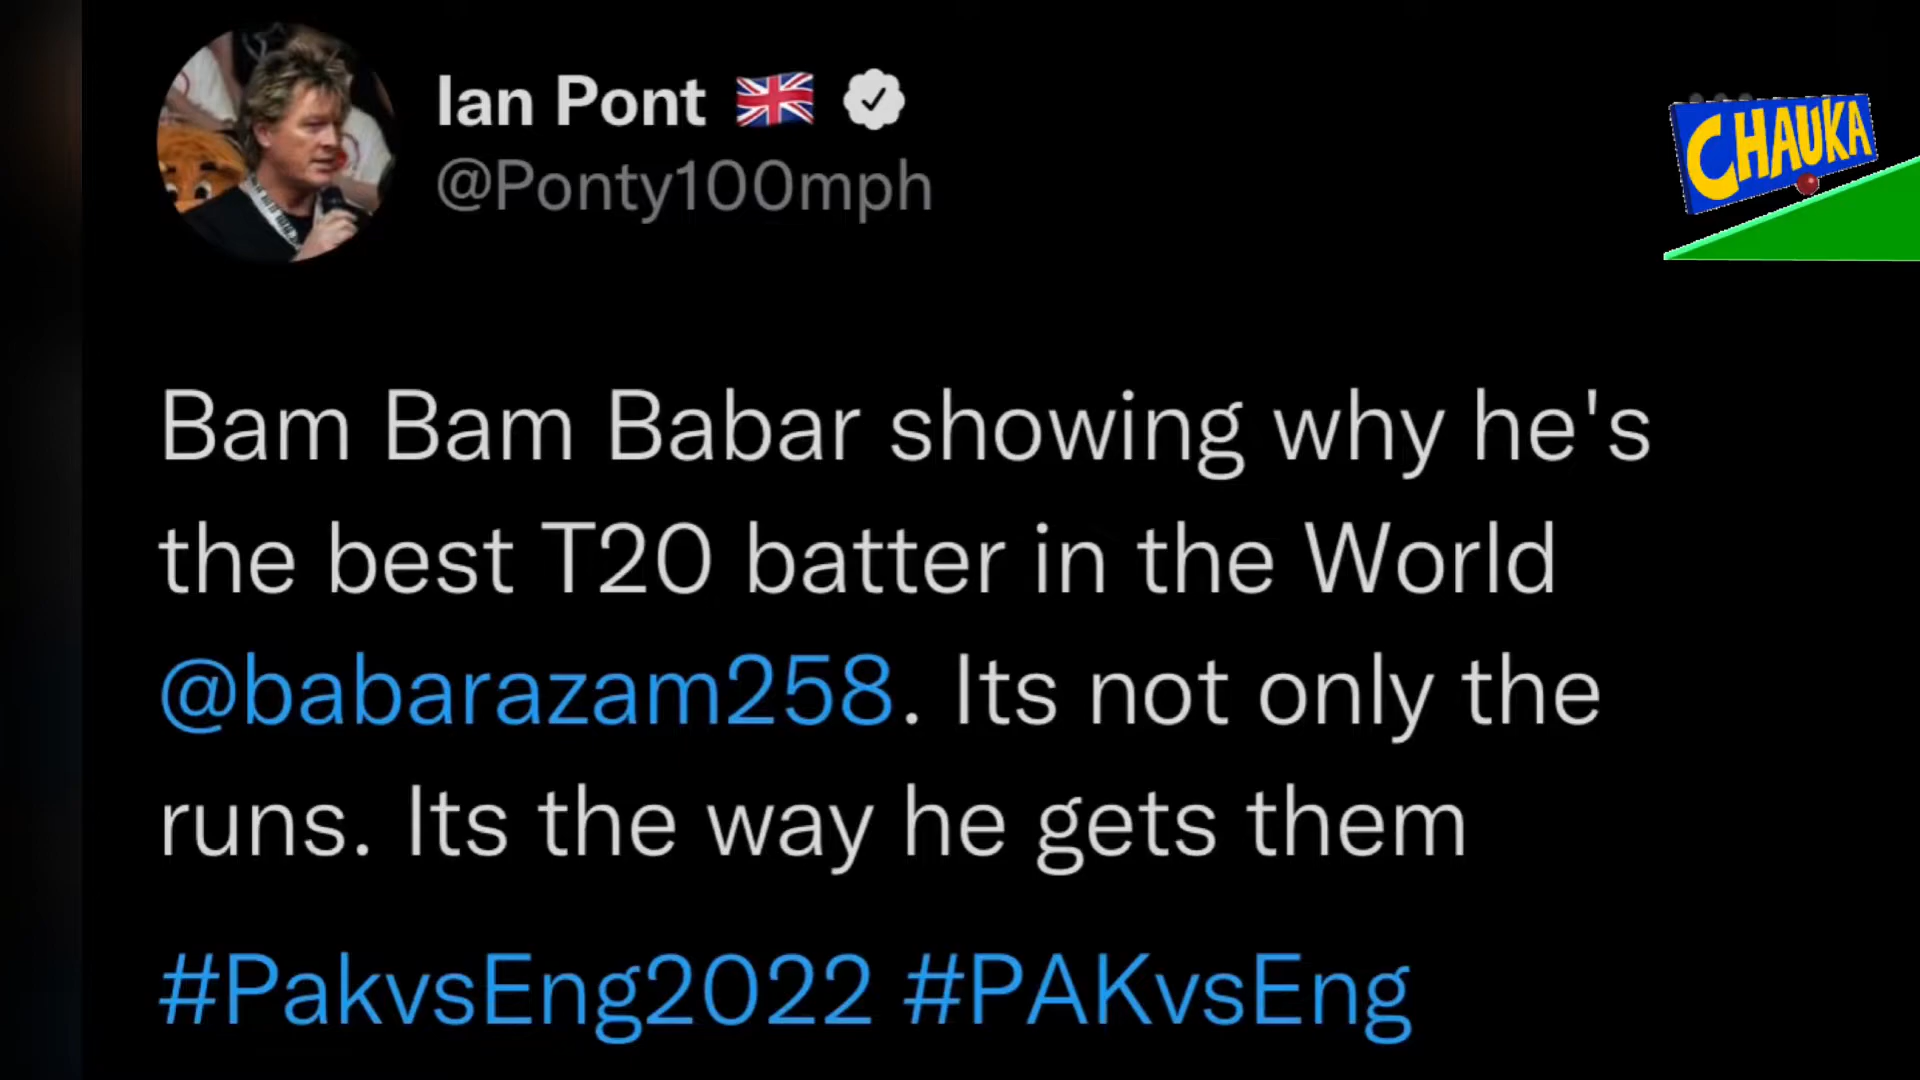 Ian Pont 🇬🇧
@Ponty100mph
CHAUKA
Bam Bam Babar showing why he's
the best T20 batter in the World
@babarazam258. Its not only the
runs. Its the way he gets them
#PakvsEng2022 #PAKvsEng